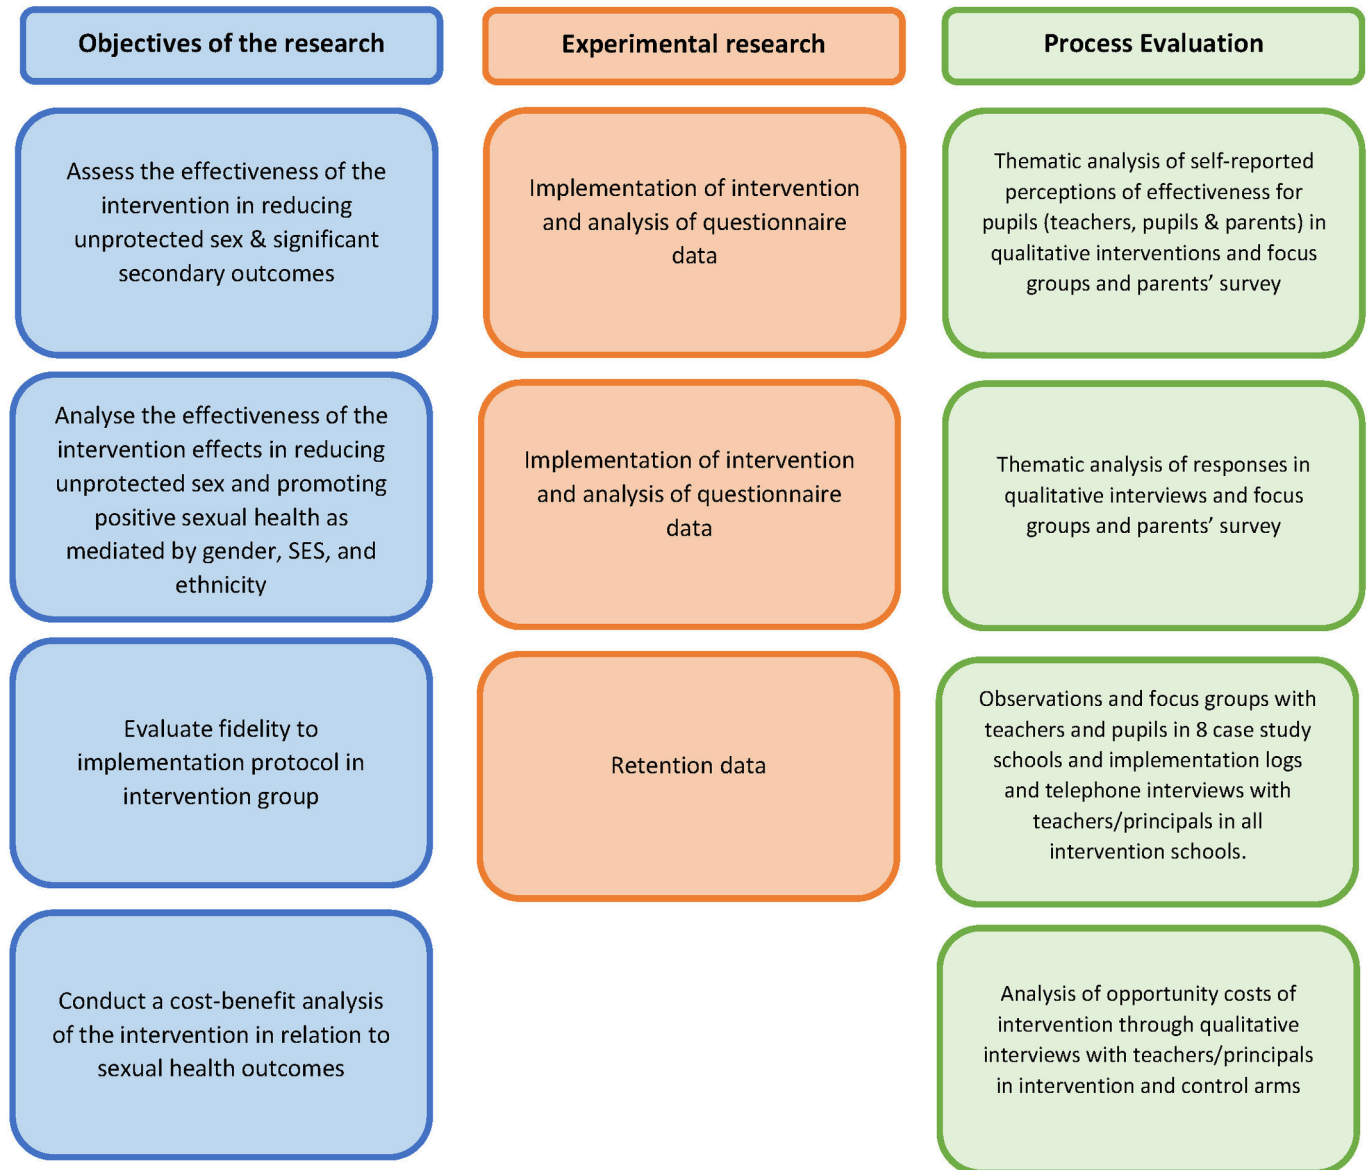 Objectives of the research
Experimental research
Process Evaluation
Assess the effectiveness of the
intervention in reducing
unprotected sex & significant
secondary outcomes
Implementation of intervention
and analysis of questionnaire
data
Thematic analysis of self-reported
perceptions of effectiveness for
pupils (teachers, pupils & parents) in
qualitative interventions and focus
groups and parents’ survey
Analyse the effectiveness of the
intervention effects in reducing
unprotected sex and promoting
positive sexual health as
mediated by gender, SES, and
ethnicity
Implementation of intervention
and analysis of questionnaire
data
Thematic analysis of responses in
qualitative interviews and focus
groups and parents’ survey
Evaluate fidelity to
implementation protocol in
intervention group
Retention data
Observations and focus groups with
teachers and pupils in 8 case study
schools and implementation logs
and telephone interviews with
teachers/principals in all
intervention schools.
Conduct a cost-benefit analysis
of the intervention in relation to
sexual health outcomes
Analysis of opportunity costs of
intervention through qualitative
interviews with teachers/principals
in intervention and control arms